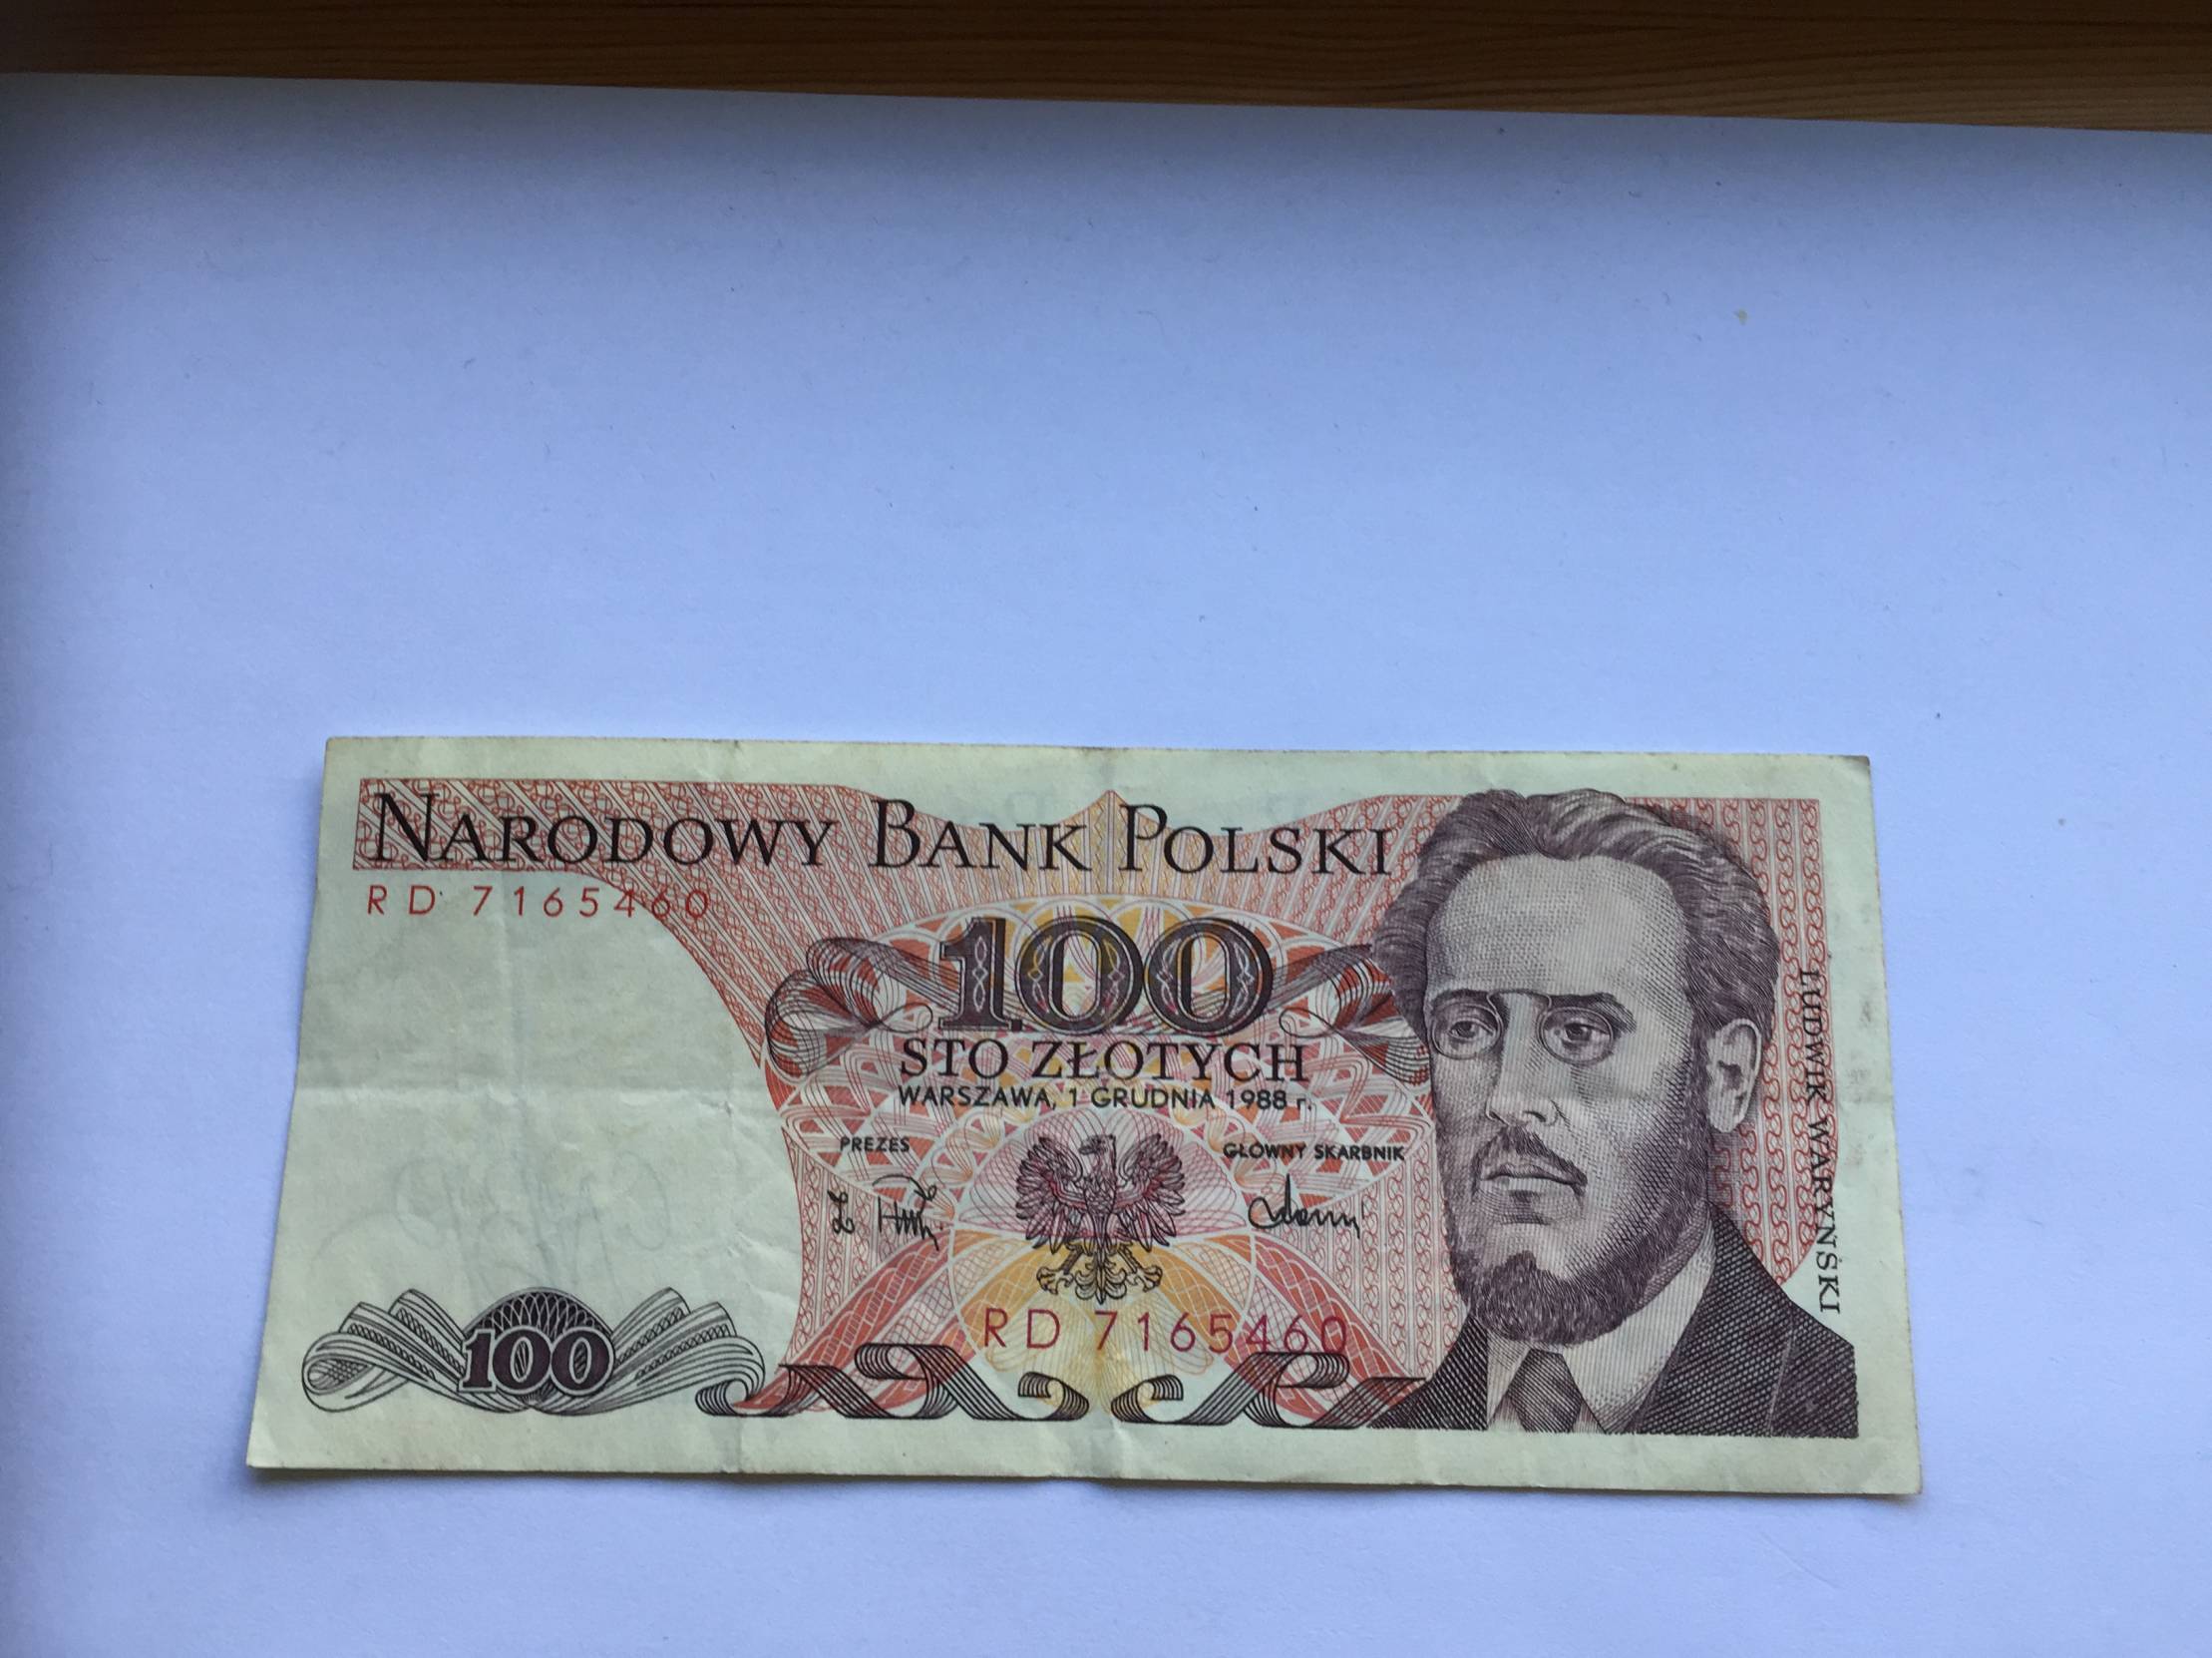 NARODOWY BANK POLSKI
RD 7165460
100
STO ZŁOTYCH
WARSZAWA, 1 GRUDNIA 1988 r.
PREZES
GŁÓWNY SKARBNIK
RD 7165460
100
LUDWIK WARYŃSKI